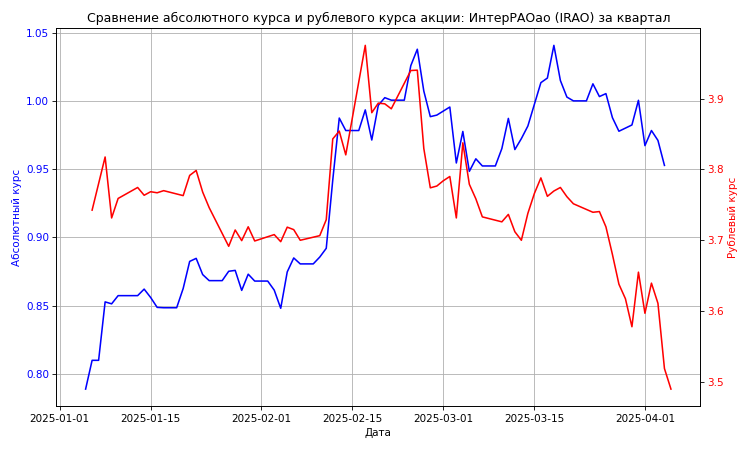 Сравнение абсолютного курса и рублевого курса акции: ИнтерРАОао (IRAO) за квартал
1.05
1.00
0.95
0.90
0.85
0.80
Абсолютный курс
3.9
3.8
3.7
3.6
3.5
Рублевый курс
2025-01-01 2025-01-15 2025-02-01 2025-02-15 2025-03-01 2025-03-15 2025-04-01
Дата